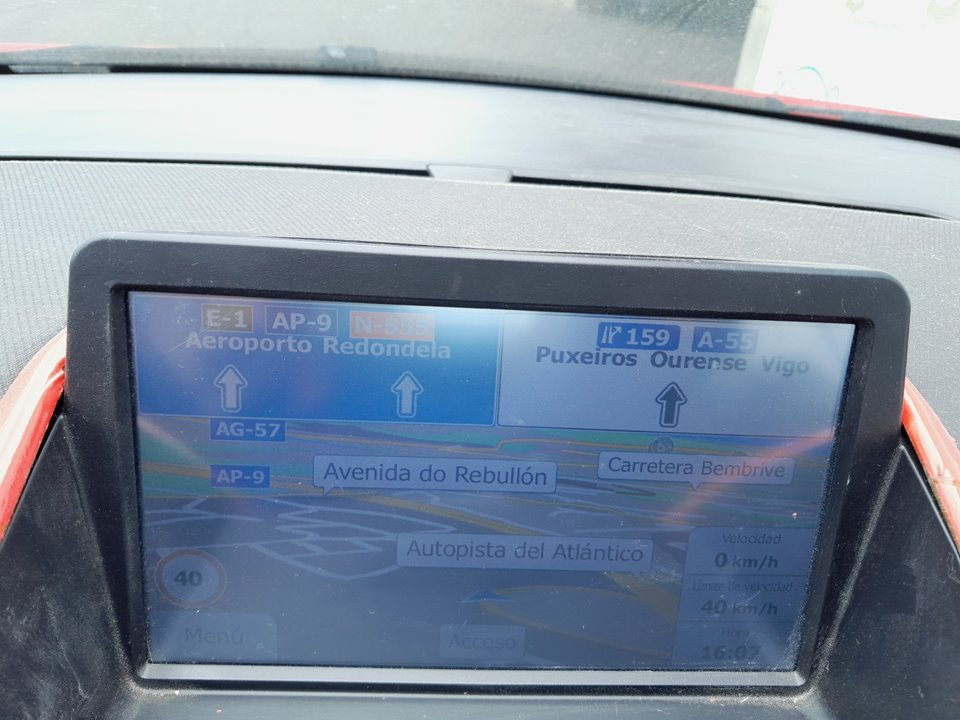 E-1 AP-9 N-555
Aeroporto Redondela
159 A-55
Puxeiros Ourense Vigo
AG-57
AP-9
Avenida do Rebullón
Carretera Bembrive
Autopista del Atlántico
Velocidad
0 km/h
Límite de velocidad
40 km/h
Hora
16:07
40
Menú
Acceso